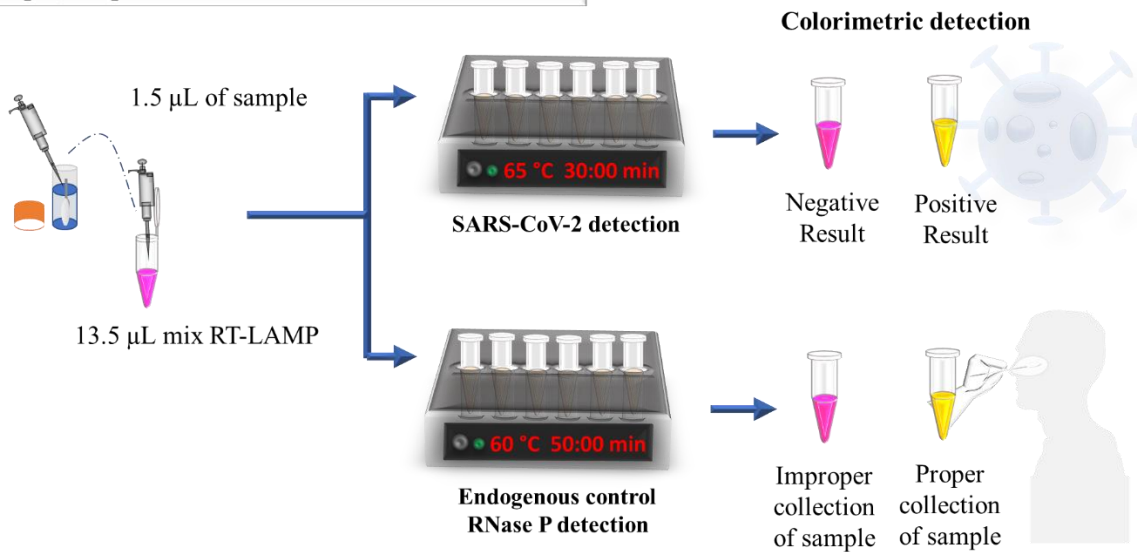 Colorimetric detection
1.5 μL of sample
65 °C 30:00 min
SARS-CoV-2 detection
Negative
Result
Positive
Result
13.5 μL mix RT-LAMP
60 °C 50:00 min
Endogenous control
RNase P detection
Improper
collection
of sample
Proper
collection
of sample